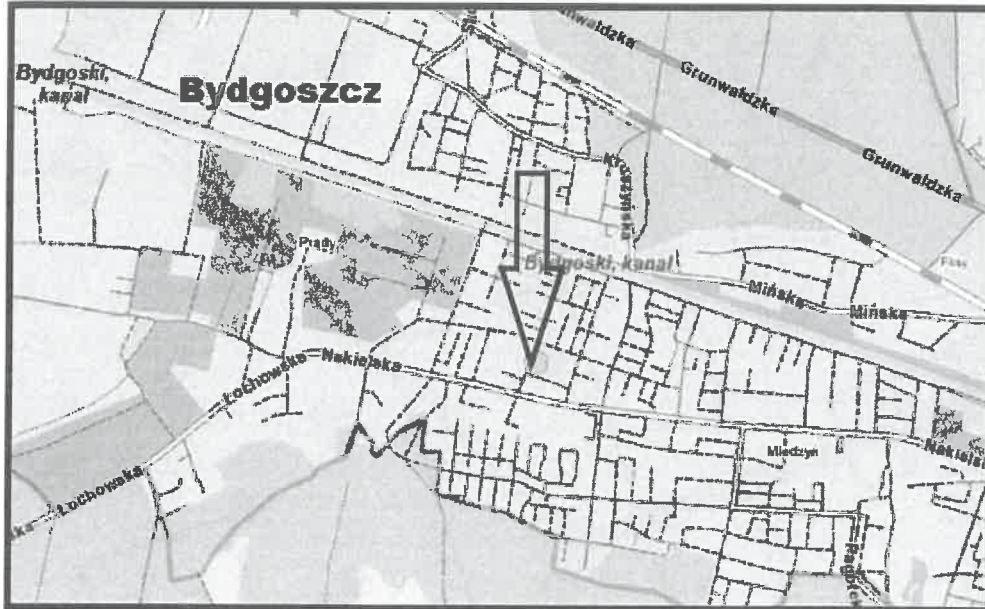 Grunwaldzka
Grunwaldzka
Grunwaldzka
Bydgoski,
kanał
Bydgoszcz
Prądy
Bydgoski, kanał
Mińska
Mińska
Łochowska
Nakielska
Miedzyń
Łochowska